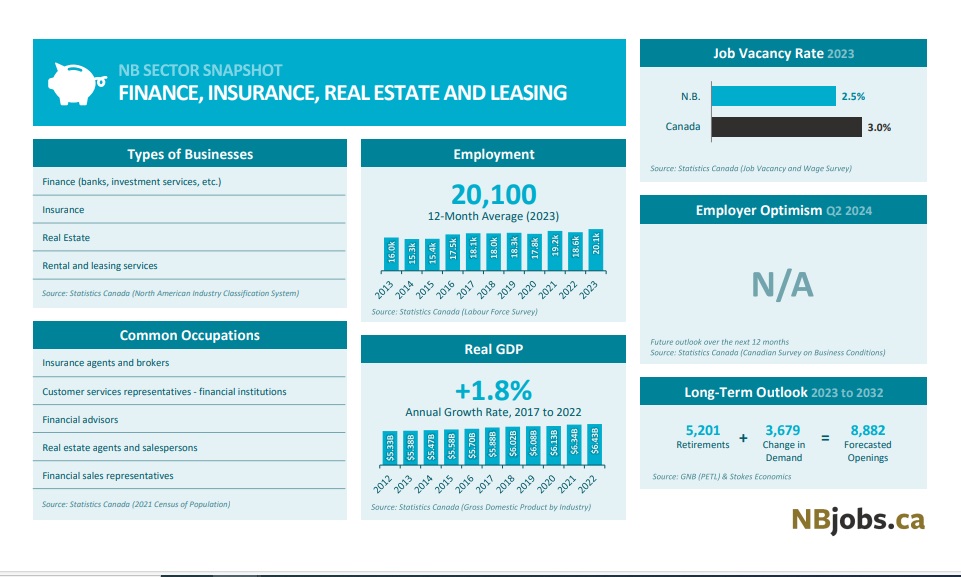 NB SECTOR SNAPSHOT
FINANCE, INSURANCE, REAL ESTATE AND LEASING
Types of Businesses
Finance (banks, investment services, etc.)
Insurance
Real Estate
Rental and leasing services
Source: Statistics Canada (North American Industry Classification System)
Common Occupations
Insurance agents and brokers
Customer services representatives - financial institutions
Financial advisors
Real estate agents and salespersons
Financial sales representatives
Source: Statistics Canada (2021 Census of Population)
Employment
20,100
12-Month Average (2023)
16.0k 15.3k 15.4k 17.5k 18.1k 18.0k 18.3k 17.8k 19.2k 18.6k 20.1k
2013 2014 2015 2016 2017 2018 2019 2020 2021 2022 2023
Source: Statistics Canada (Labour Force Survey)
Real GDP
+1.8%
Annual Growth Rate, 2017 to 2022
$5.33B $5.38B $5.47B $5.58B $5.70B $5.88B $6.02B $6.08B $6.13B $6.34B $6.43B
2012 2013 2014 2015 2016 2017 2018 2019 2020 2021 2022
Source: Statistics Canada (Gross Domestic Product by Industry)
Job Vacancy Rate 2023
N.B. 2.5%
Canada 3.0%
Source: Statistics Canada (Job Vacancy and Wage Survey)
Employer Optimism Q2 2024
N/A
Future outlook over the next 12 months
Source: Statistics Canada (Canadian Survey on Business Conditions)
Long-Term Outlook 2023 to 2032
5,201 + 3,679 = 8,882
Retirements Change in Forecasted
Demand Openings
Source: GNB (PETL) & Stokes Economics
NBjobs.ca